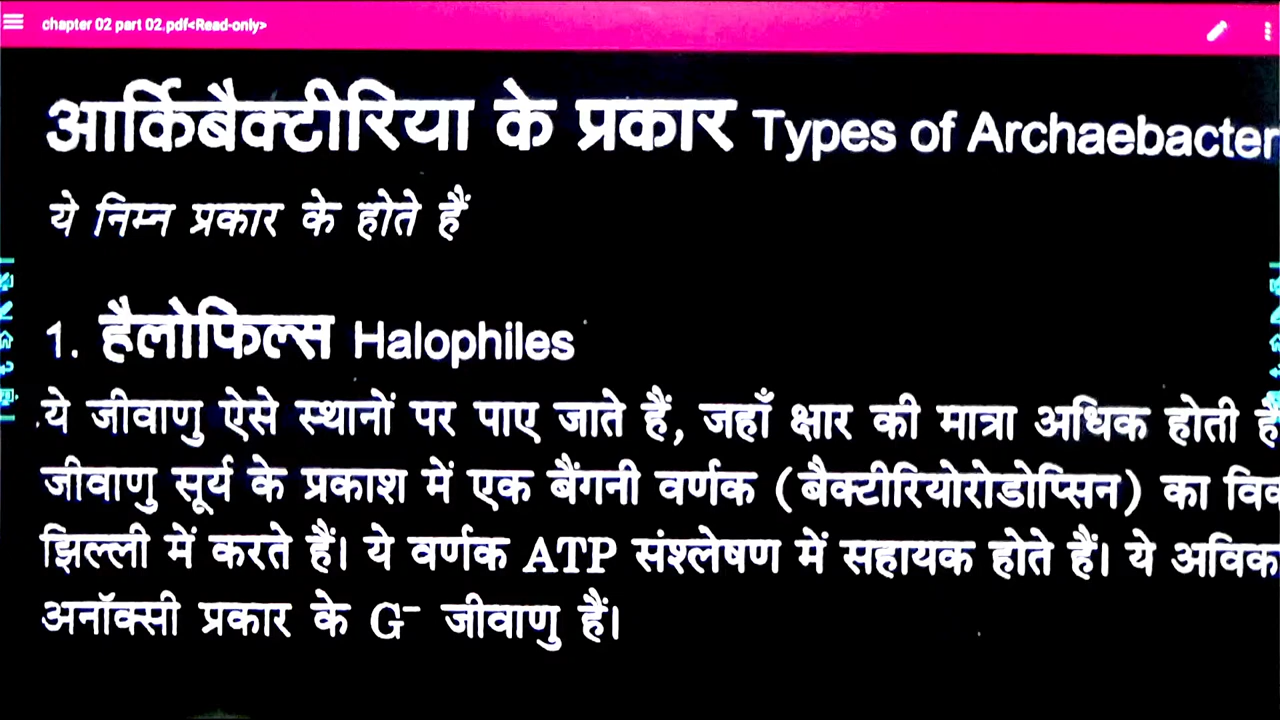 chapter 02 part 02.pdf<Read-only>
आर्किबैक्टीरिया के प्रकार Types of Archaebacter
ये निम्न प्रकार के होते हैं
1. हैलोफिल्स Halophiles
ये जीवाणु ऐसे स्थानों पर पाए जाते हैं, जहाँ क्षार की मात्रा अधिक होती है
जीवाणु सूर्य के प्रकाश में एक बैंगनी वर्णक (बैक्टीरियोरोडोप्सिन) का
झिल्ली में करते हैं। ये वर्णक ATP संश्लेषण में सहायक होते हैं। ये
अनॉक्सी प्रकार के G⁻ जीवाणु हैं।